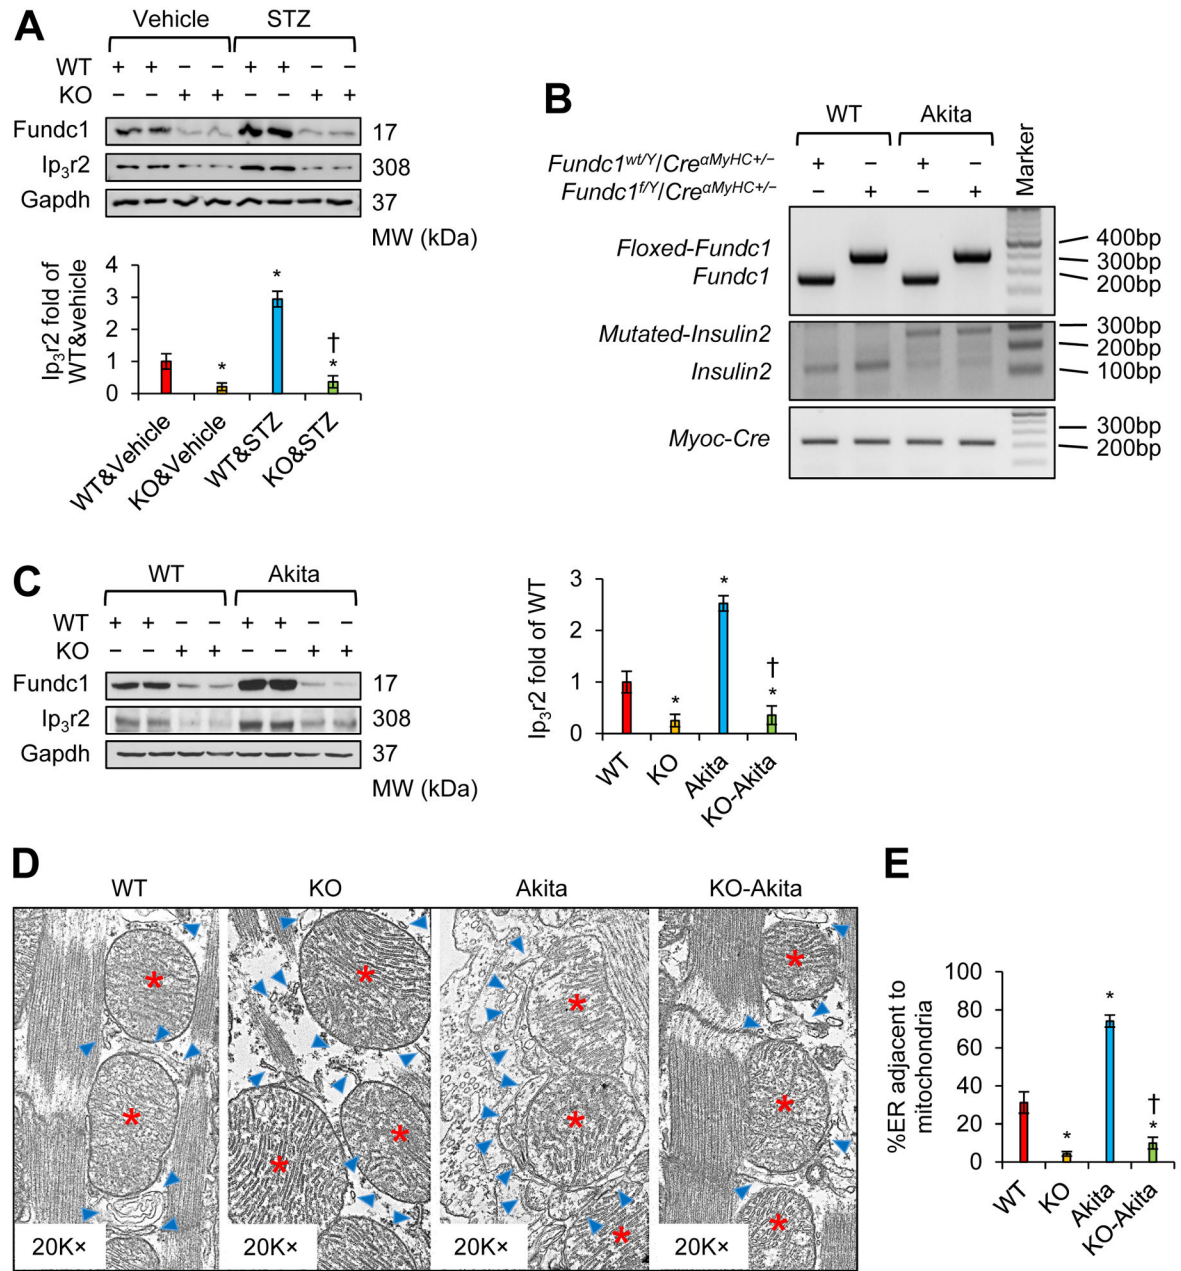 A
Vehicle STZ
WT + + – – + + – –
KO – – + + – – + +
Fundc1 17
Ip3r2 308
Gapdh 37
MW (kDa)
Ip3r2 fold of
WT&vehicle
4
3
2
1
0
*
*
†
*
WT&Vehicle
KO&Vehicle
WT&STZ
KO&STZ
B
WT Akita
Fundc1wt/Y/CreαMyHC+/– + – + –
Fundc1f/Y/CreαMyHC+/– – + – +
Marker
Floxed-Fundc1
Fundc1
400bp
300bp
200bp
Mutated-Insulin2
Insulin2
300bp
200bp
100bp
Myoc-Cre
300bp
200bp
C
WT Akita
WT + + – – + + – –
KO – – + + – – + +
Fundc1 17
Ip3r2 308
Gapdh 37
MW (kDa)
Ip3r2 fold of WT
3
2
1
0
*
*
†
*
WT
KO
Akita
KO-Akita
D
WT KO Akita KO-Akita
* * * *
* * * *
* * *
20K× 20K× 20K× 20K×
E
%ER adjacent to
mitochondria
100
80
60
40
20
0
*
*
†
*
WT
KO
Akita
KO-Akita